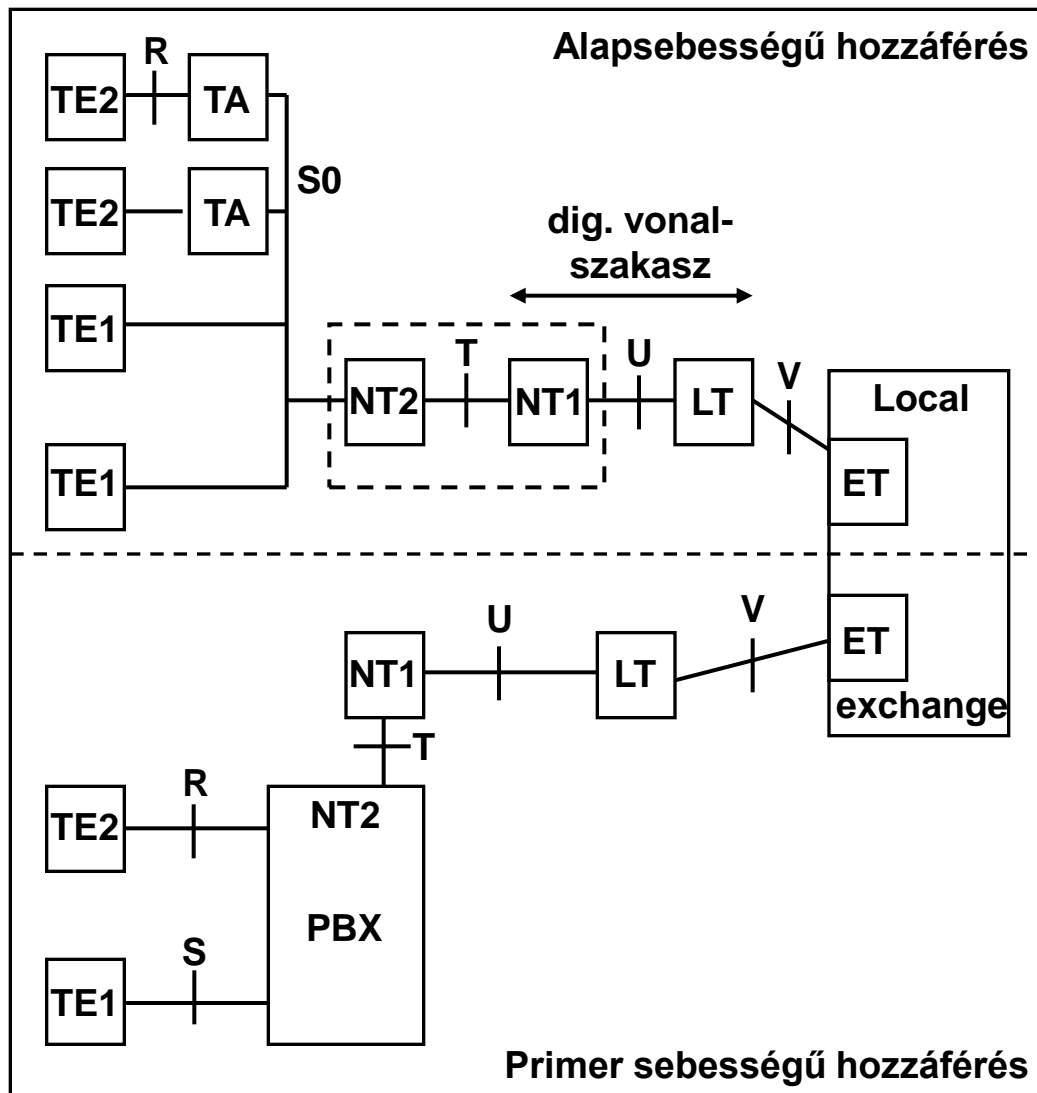 Alapsebességű hozzáférés
R
TE2
TA
S0
TE2
TA
dig. vonal-
szakasz
TE1
T
U
V
NT2
NT1
LT
Local
TE1
ET
U
V
NT1
LT
ET
exchange
T
R
TE2
NT2
PBX
S
TE1
Primer sebességű hozzáférés